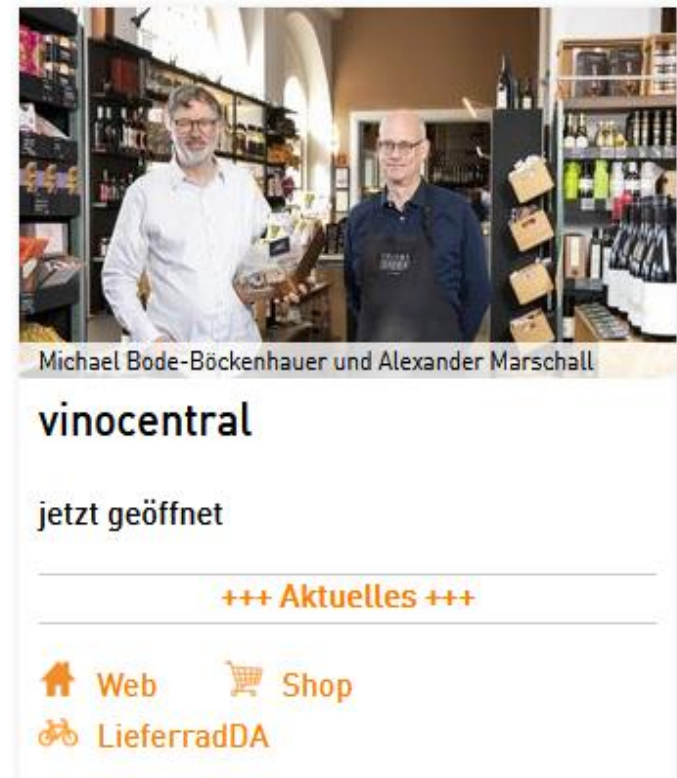 Michael Bode-Böckenhauer und Alexander Marschall
vinocentral
jetzt geöffnet
+++ Aktuelles +++
Web Shop
LieferradDA